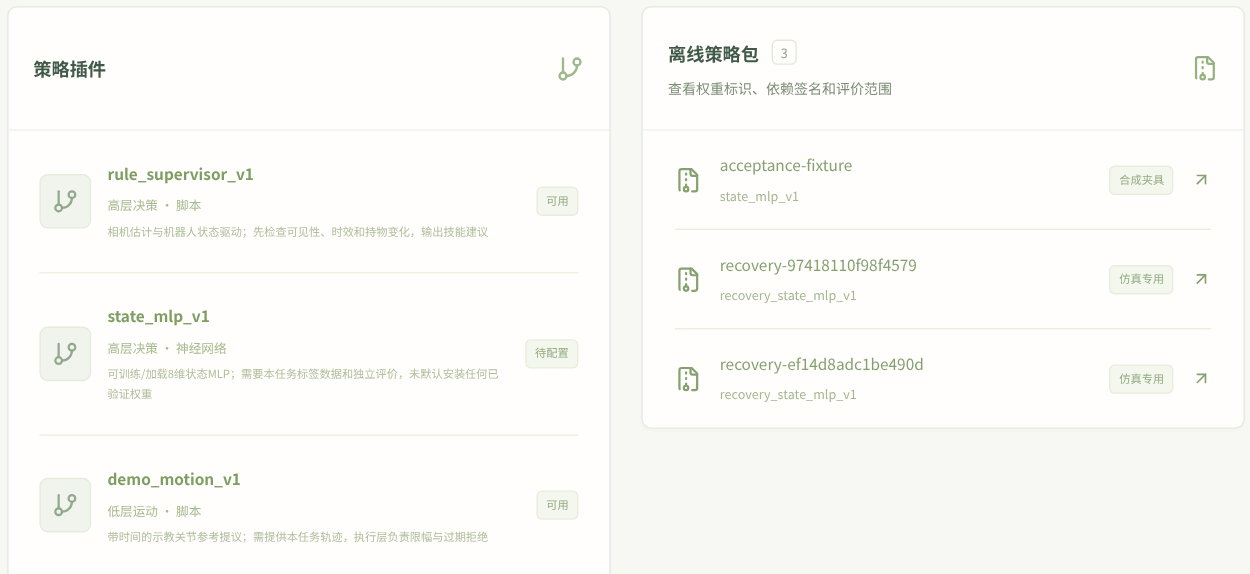 策略插件
rule_supervisor_v1
高层决策 · 脚本
相机估计与机器人状态驱动；先检查可见性、时效和持物变化，输出技能建议
可用
state_mlp_v1
高层决策 · 神经网络
可训练/加载8维状态MLP；需要本任务标签数据和独立评价，未默认安装任何已
验证权重
待配置
demo_motion_v1
低层运动 · 脚本
带时间的示教关节参考提议；需提供本任务轨迹，执行层负责限幅与过期拒绝
可用
离线策略包 3
查看权重标识、依赖签名和评价范围
acceptance-fixture
state_mlp_v1
合成夹具
recovery-97418110f98f4579
recovery_state_mlp_v1
仿真专用
recovery-ef14d8adc1be490d
recovery_state_mlp_v1
仿真专用